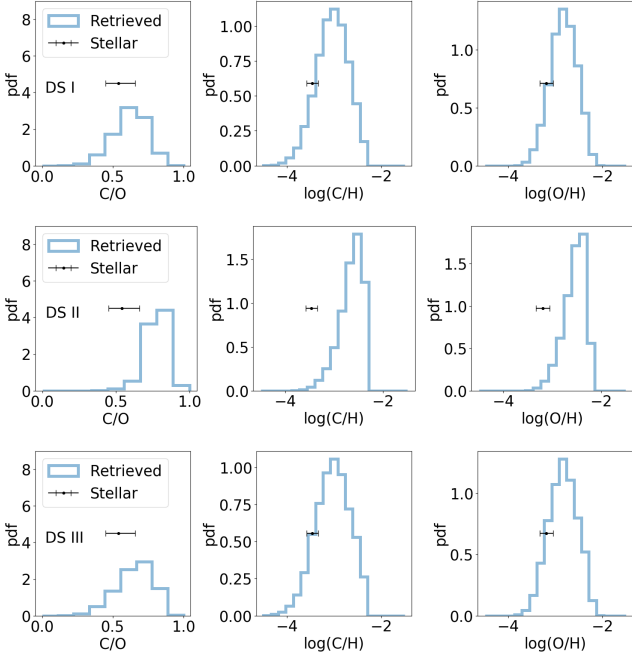 8
6
4
2
0
pdf
Retrieved
Stellar
DS I
0.0 0.5 1.0
C/O
1.00
0.75
0.50
0.25
0.00
pdf
−4 −2
log(C/H)
1.0
0.5
0.0
pdf
−4 −2
log(O/H)
8
6
4
2
0
pdf
Retrieved
Stellar
DS II
0.0 0.5 1.0
C/O
1.5
1.0
0.5
0.0
pdf
−4 −2
log(C/H)
1.5
1.0
0.5
0.0
pdf
−4 −2
log(O/H)
8
6
4
2
0
pdf
Retrieved
Stellar
DS III
0.0 0.5 1.0
C/O
1.00
0.75
0.50
0.25
0.00
pdf
−4 −2
log(C/H)
1.0
0.5
0.0
pdf
−4 −2
log(O/H)